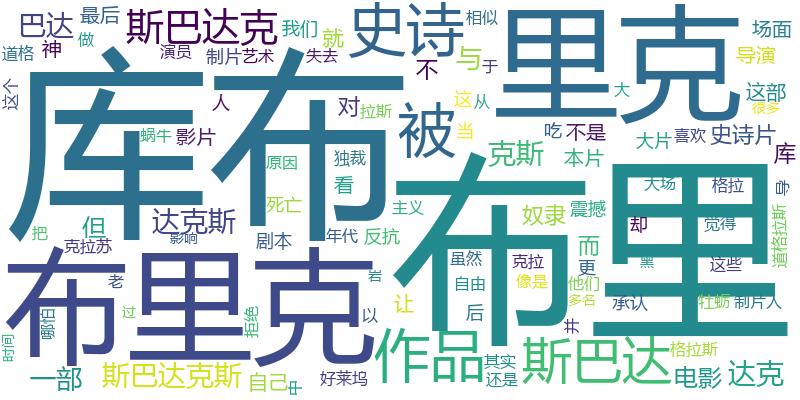 最后
巴达
斯巴达克
我们
史诗
相似
场面
做
就
里克
道格
神
演员
制片
艺术
失去
与
于
导演
这个
库布
不
大
这部
人
对
拉斯
这
从
很多
蜗牛
影片
被
当
吃
不是
大片
喜欢
史诗片
原因
独裁
克斯
本片
库
死亡
看
布里
大场
格拉
身
达克斯
主义
奴隶
震撼
道格拉斯
把
但
年代
反抗
却
觉得
克拉苏
影响
剧本
虽然
克拉
而
更
黑
这些
布里克
老
岩
自由
像是
他们
多名
哪怕
过
拒绝
以
让
后
承认
牡蛎
制片人
时间
作品
并
斯巴达
格拉斯
一部
斯巴达克斯
自己
中
好莱坞
其实
还是
电影
达克